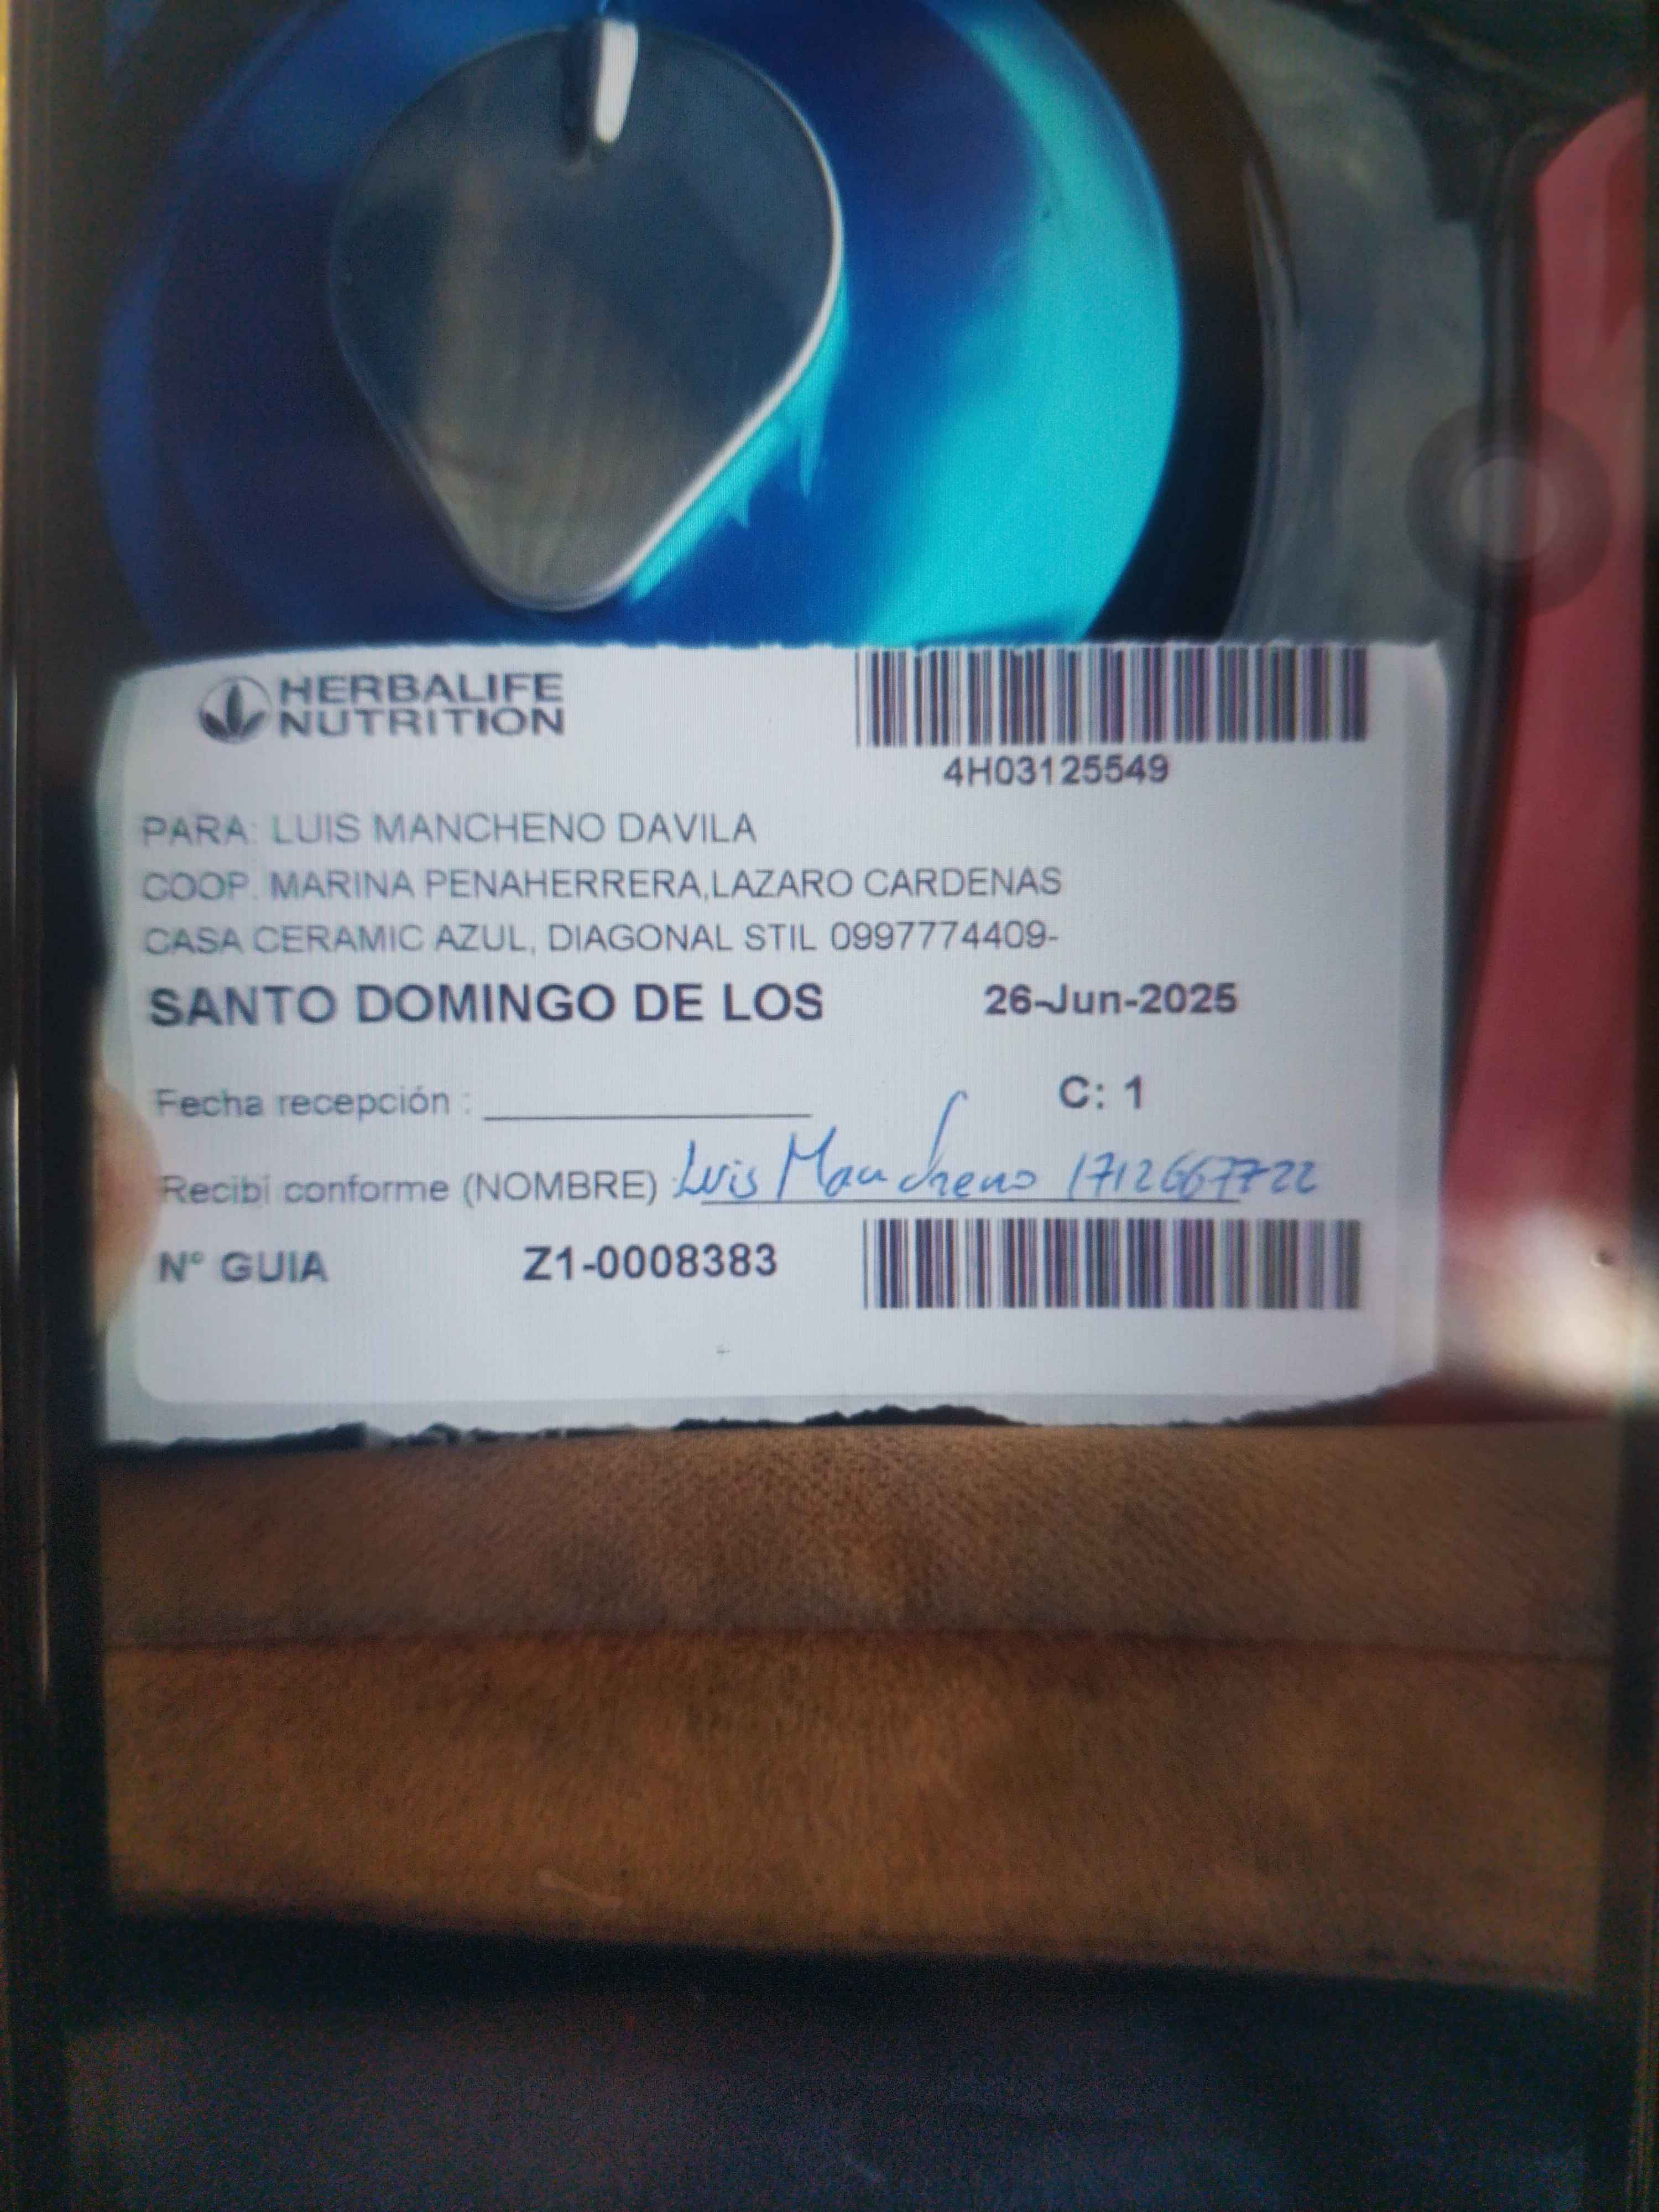 HERBALIFE
NUTRITION
4H03125549
PARA: LUIS MANCHENO DAVILA
COOP. MARINA PENAHERRERA,LAZARO CARDENAS
CASA CERAMIC AZUL, DIAGONAL STIL 0997774409-
SANTO DOMINGO DE LOS 26-Jun-2025
Fecha recepción :
C: 1
Recibi conforme (NOMBRE) Luis Mancheno 1712667722
N° GUIA Z1-0008383